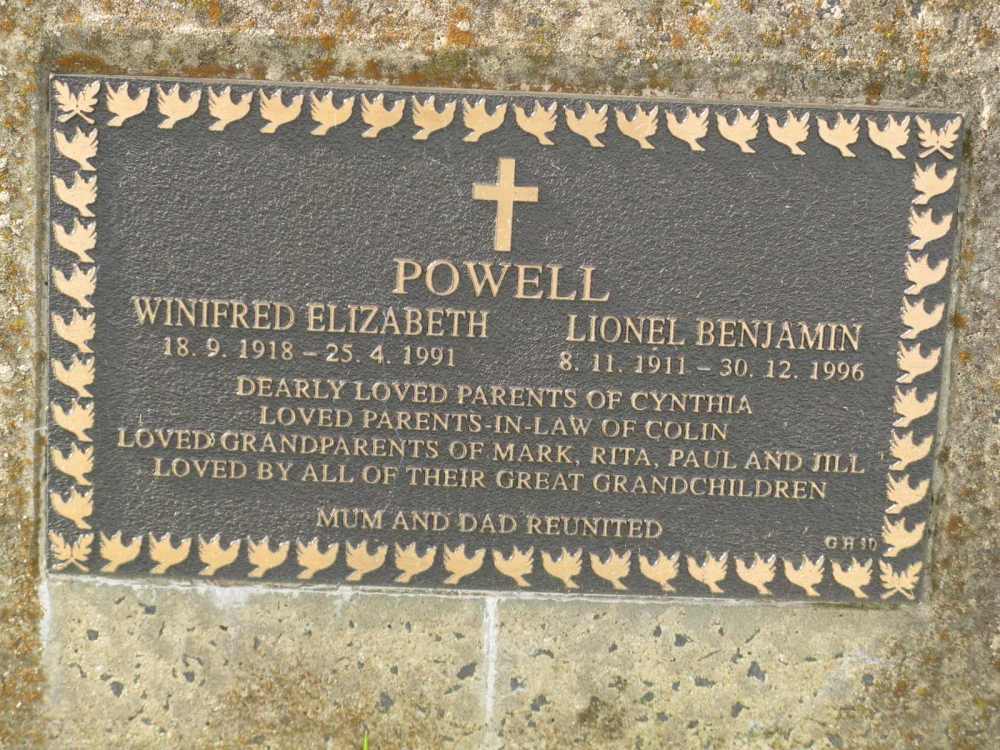 POWELL
WINIFRED ELIZABETH
18. 9. 1918 – 25. 4. 1991
LIONEL BENJAMIN
8. 11. 1911 – 30. 12. 1996
DEARLY LOVED PARENTS OF CYNTHIA
LOVED PARENTS-IN-LAW OF COLIN
LOVED GRANDPARENTS OF MARK, RITA, PAUL AND JILL
LOVED BY ALL OF THEIR GREAT GRANDCHILDREN
MUM AND DAD REUNITED
G H 10